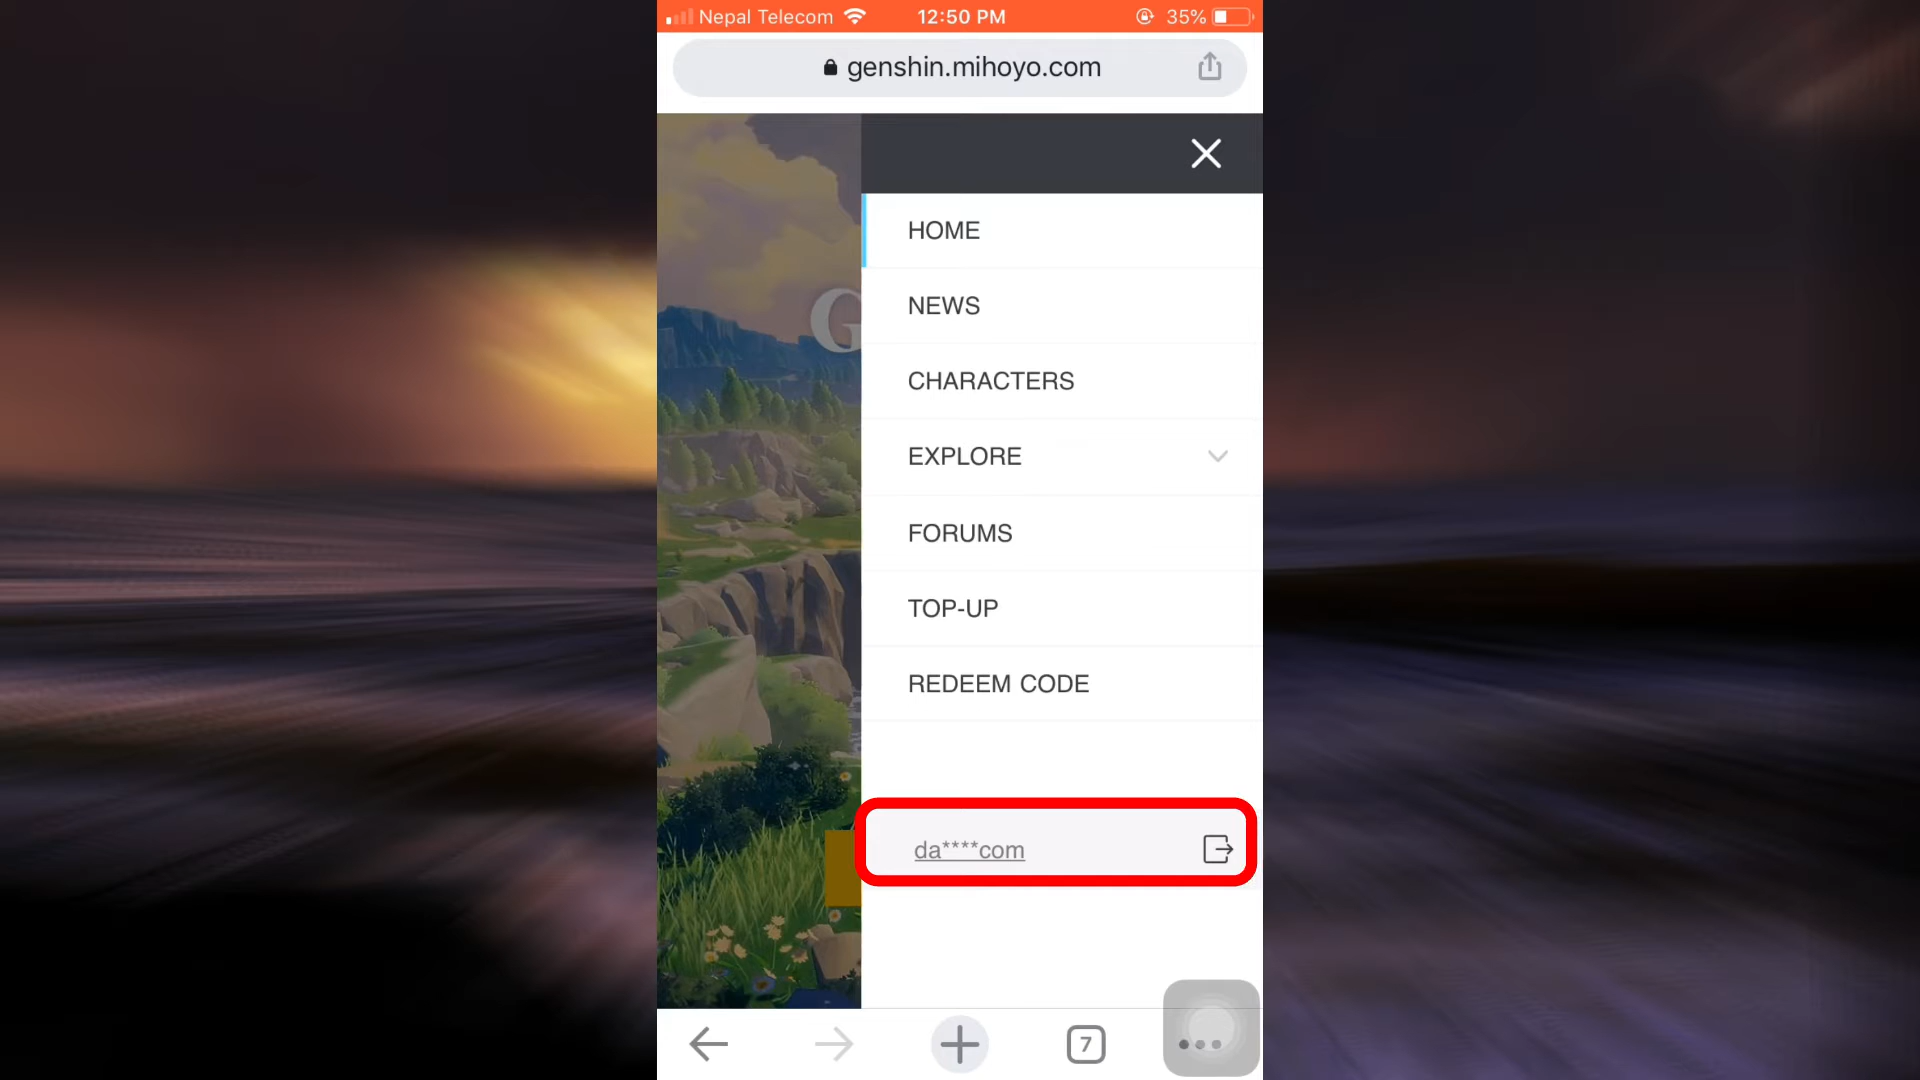 Nepal Telecom 12:50 PM 35%
genshin.mihoyo.com
G
HOME
NEWS
CHARACTERS
EXPLORE
FORUMS
TOP-UP
REDEEM CODE
da****com
7